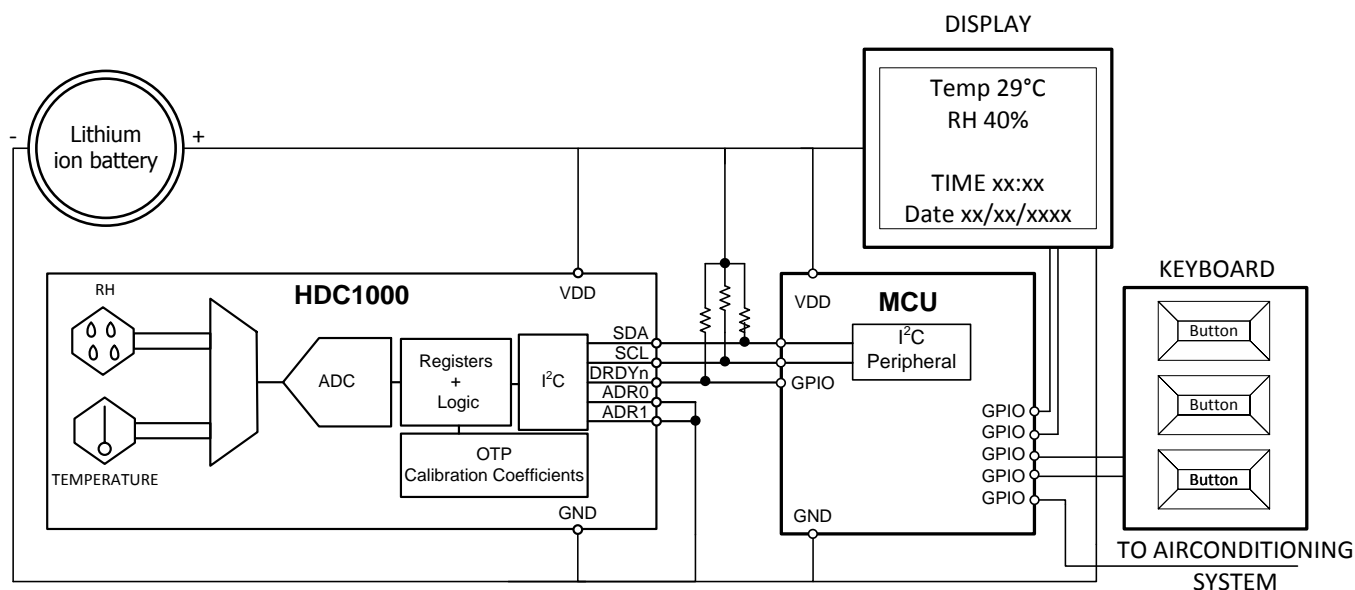 DISPLAY
Temp 29°C
RH 40%
TIME xx:xx
Date xx/xx/xxxx
-
Lithium
ion battery
+
KEYBOARD
Button
Button
Button
HDC1000
RH
TEMPERATURE
ADC
Registers
+
Logic
OTP
Calibration Coefficients
I²C
VDD
SDA
SCL
DRDYn
ADR0
ADR1
GND
MCU
VDD
I²C
Peripheral
GPIO
GPIO
GPIO
GPIO
GPIO
GPIO
GND
TO AIRCONDITIONING
SYSTEM